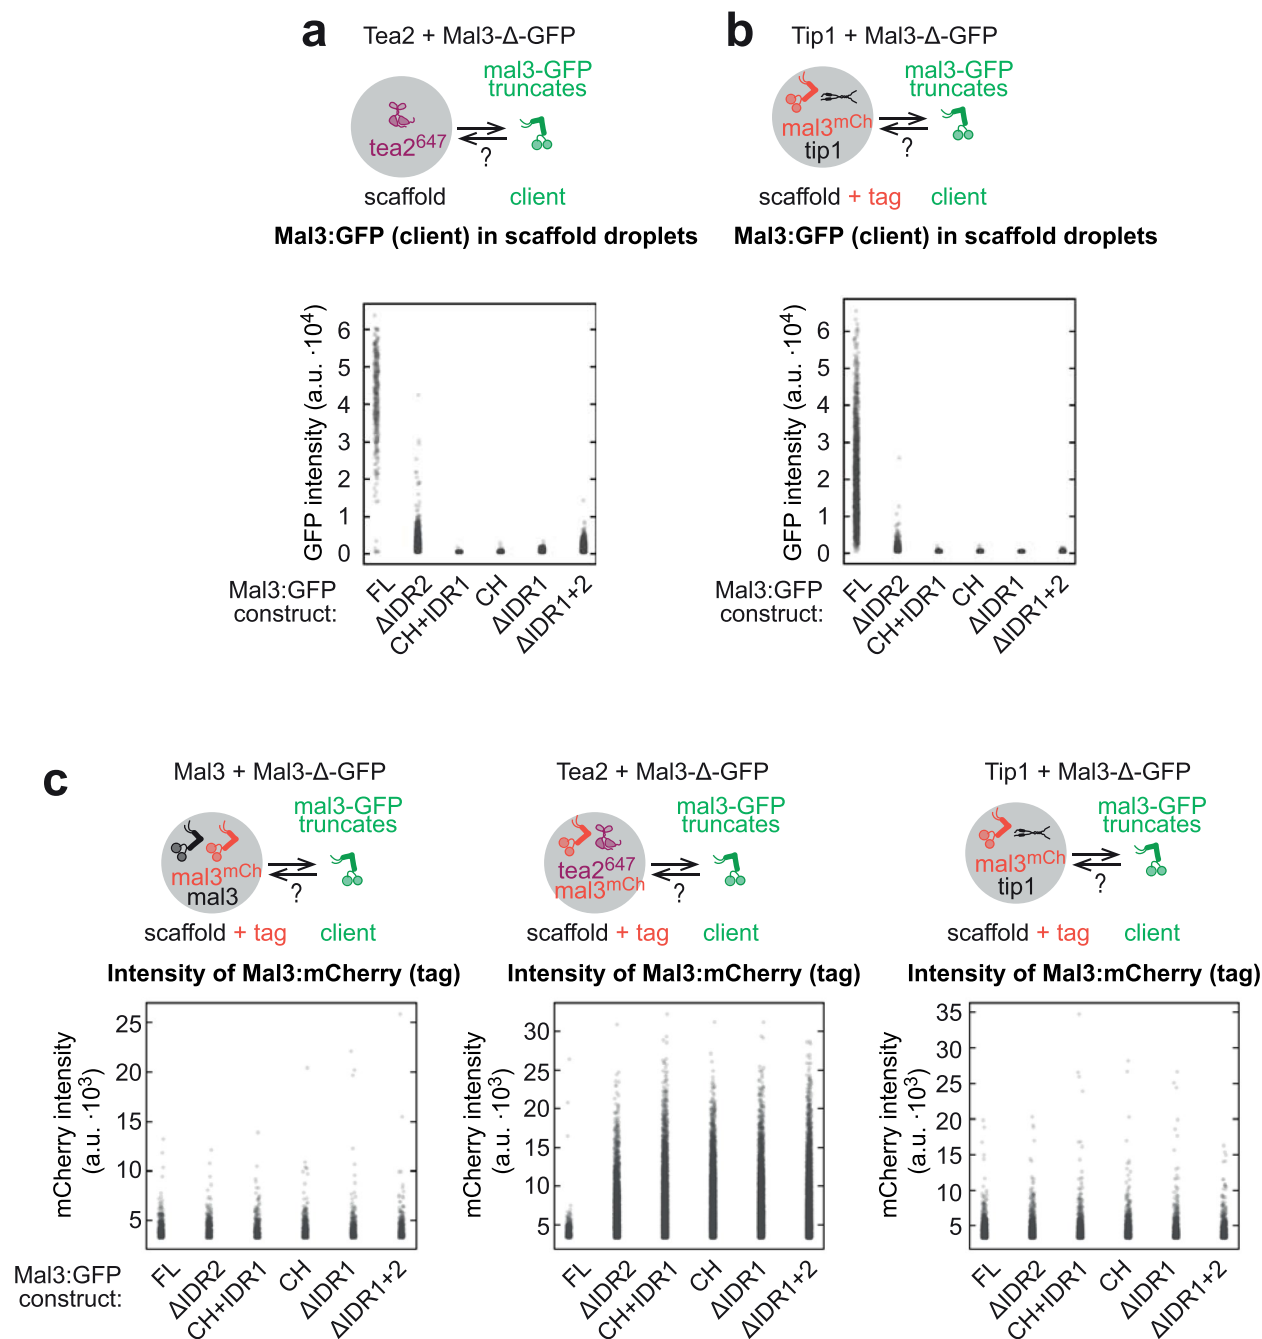 a
Tea2 + Mal3-Δ-GFP
mal3-GFP
truncates
tea2647
?
scaffold
client
Mal3:GFP (client) in scaffold droplets
GFP intensity (a.u. ·10⁴)
6
5
4
3
2
1
0
Mal3:GFP
construct:
FL
ΔIDR2
CH+IDR1
CH
ΔIDR1
ΔIDR1+2
b
Tip1 + Mal3-Δ-GFP
mal3-GFP
truncates
mal3mCh
tip1
?
scaffold + tag
client
Mal3:GFP (client) in scaffold droplets
GFP intensity (a.u. ·10⁴)
6
5
4
3
2
1
0
Mal3:GFP
construct:
FL
ΔIDR2
CH+IDR1
CH
ΔIDR1
ΔIDR1+2
c
Mal3 + Mal3-Δ-GFP
mal3-GFP
truncates
mal3mCh
mal3
?
scaffold + tag
client
Intensity of Mal3:mCherry (tag)
mCherry intensity
(a.u. ·10³)
25
20
15
10
5
Mal3:GFP
construct:
FL
ΔIDR2
CH+IDR1
CH
ΔIDR1
ΔIDR1+2
Tea2 + Mal3-Δ-GFP
mal3-GFP
truncates
tea2647
mal3mCh
?
scaffold + tag
client
Intensity of Mal3:mCherry (tag)
mCherry intensity
(a.u. ·10³)
30
25
20
15
10
5
FL
ΔIDR2
CH+IDR1
CH
ΔIDR1
ΔIDR1+2
Tip1 + Mal3-Δ-GFP
mal3-GFP
truncates
mal3mCh
tip1
?
scaffold + tag
client
Intensity of Mal3:mCherry (tag)
mCherry intensity
(a.u. ·10³)
35
30
25
20
15
10
5
FL
ΔIDR2
CH+IDR1
CH
ΔIDR1
ΔIDR1+2